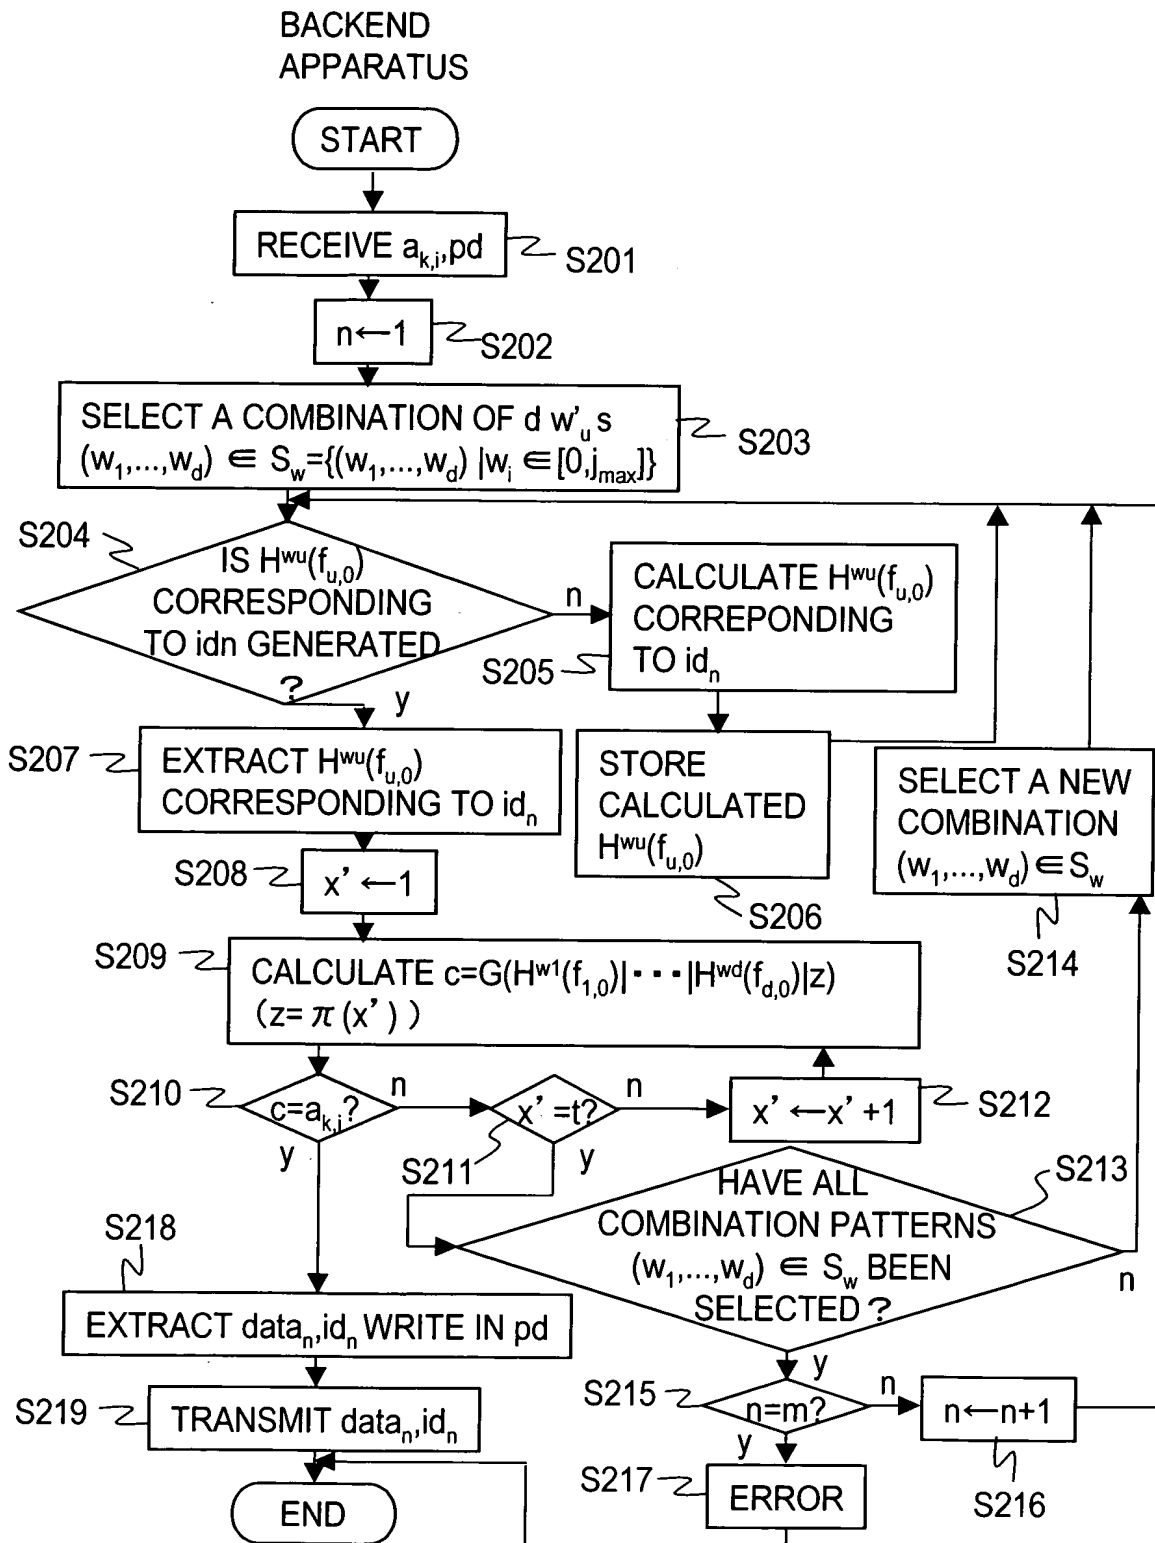 BACKEND
APPARATUS
START
RECEIVE a_{k,i},pd
S201
n←1
S202
SELECT A COMBINATION OF d w'_u s
(w_1,...,w_d) ∈ S_w={(w_1,...,w_d) |w_i ∈[0,j_max]}
S203
S204
IS H^wu(f_{u,0})
CORRESPONDING
TO idn GENERATED
?
n
y
CALCULATE H^wu(f_{u,0})
CORREPONDING
TO id_n
S205
STORE
CALCULATED
H^wu(f_{u,0})
S206
S207
EXTRACT H^wu(f_{u,0})
CORRESPONDING TO id_n
SELECT A NEW
COMBINATION
(w_1,...,w_d)∈S_w
S214
S208
x' ←1
S209
CALCULATE c=G(H^w1(f_{1,0})|・・・|H^wd(f_{d,0})|z)
(z=π(x'))
S210
c=a_{k,i}?
n
y
x'=t?
n
y
S211
x' ←x' +1
S212
HAVE ALL
COMBINATION PATTERNS
(w_1,...,w_d) ∈ S_w BEEN
SELECTED?
S213
n
y
S218
EXTRACT data_n,id_n WRITE IN pd
S219
TRANSMIT data_n,id_n
END
S215
n=m?
n
y
n←n+1
S216
S217
ERROR